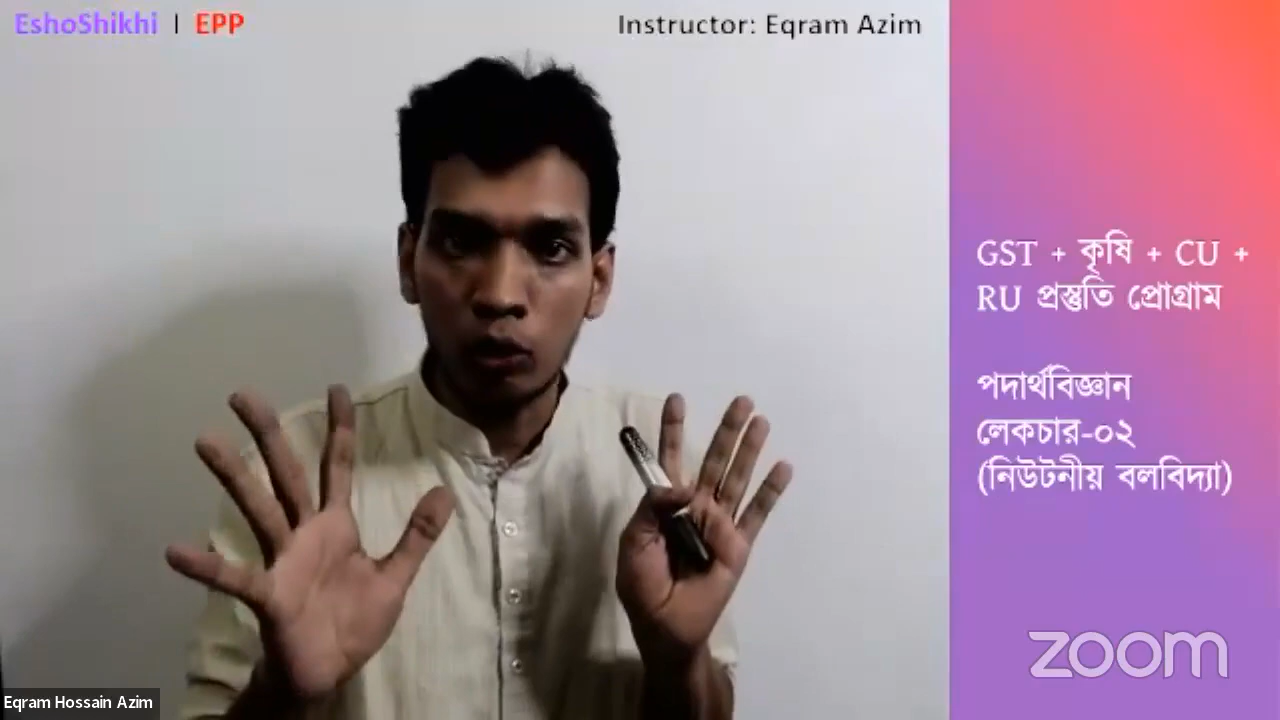 EshoShikhi | EPP
Instructor: Eqram Azim
GST + কৃষি + CU +
RU প্রস্তুতি প্রোগ্রাম
পদার্থবিজ্ঞান
লেকচার-০২
(নিউটনীয় বলবিদ্যা)
zoom
Eqram Hossain Azim